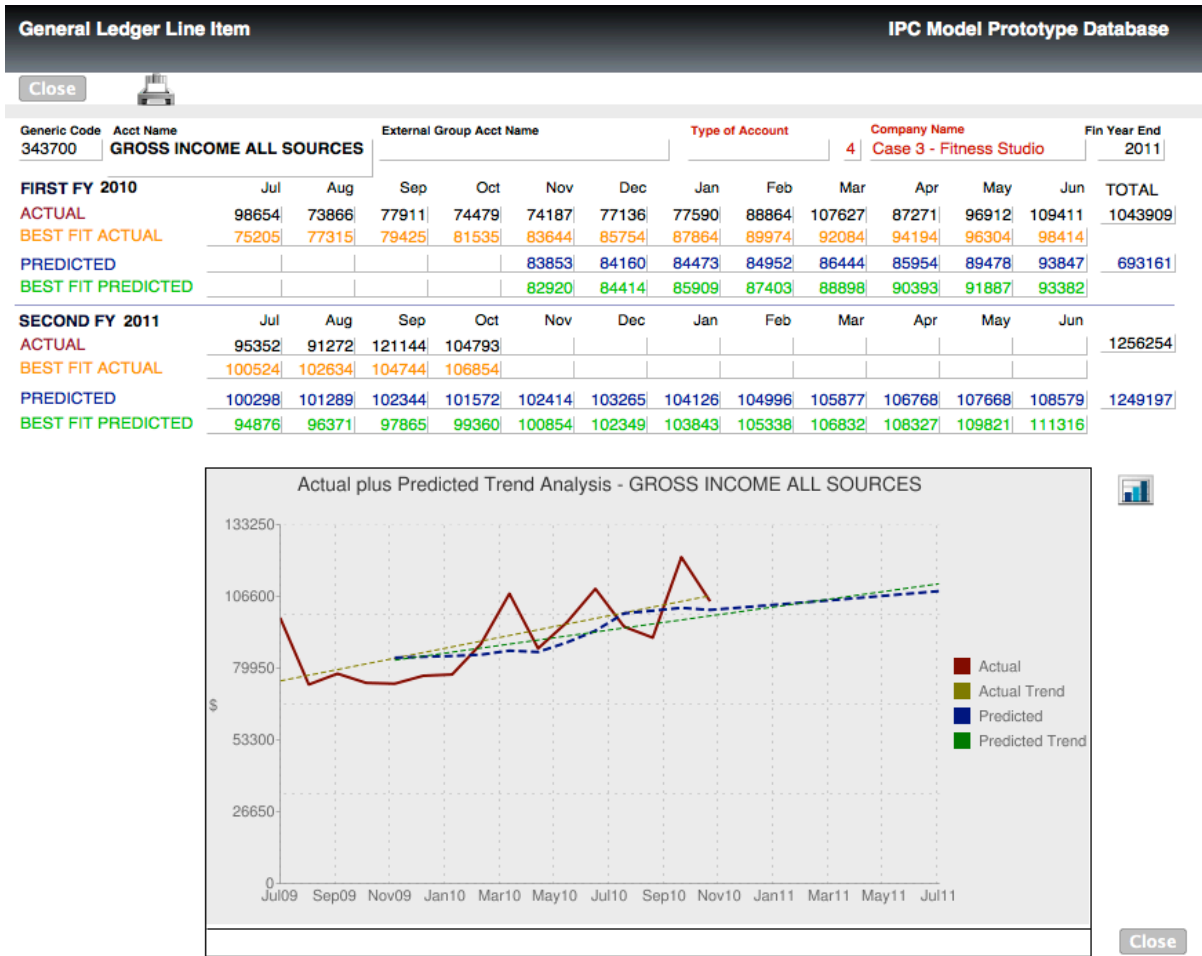 General Ledger Line Item IPC Model Prototype Database
Close
Generic Code Acct Name External Group Acct Name Type of Account Company Name Fin Year End
343700 GROSS INCOME ALL SOURCES 4 Case 3 - Fitness Studio 2011
FIRST FY 2010 Jul Aug Sep Oct Nov Dec Jan Feb Mar Apr May Jun TOTAL
ACTUAL 98654 73866 77911 74479 74187 77136 77590 88864 107627 87271 96912 109411 1043909
BEST FIT ACTUAL 75205 77315 79425 81535 83644 85754 87864 89974 92084 94194 96304 98414
PREDICTED 83853 84160 84473 84952 86444 85954 89478 93847 693161
BEST FIT PREDICTED 82920 84414 85909 87403 88898 90393 91887 93382
SECOND FY 2011 Jul Aug Sep Oct Nov Dec Jan Feb Mar Apr May Jun
ACTUAL 95352 91272 121144 104793 1256254
BEST FIT ACTUAL 100524 102634 104744 106854
PREDICTED 100298 101289 102344 101572 102414 103265 104126 104996 105877 106768 107668 108579 1249197
BEST FIT PREDICTED 94876 96371 97865 99360 100854 102349 103843 105338 106832 108327 109821 111316
Actual plus Predicted Trend Analysis - GROSS INCOME ALL SOURCES
133250
106600
79950
$
53300
26650
0
Actual
Actual Trend
Predicted
Predicted Trend
Jul09 Sep09 Nov09 Jan10 Mar10 May10 Jul10 Sep10 Nov10 Jan11 Mar11 May11 Jul11
Close